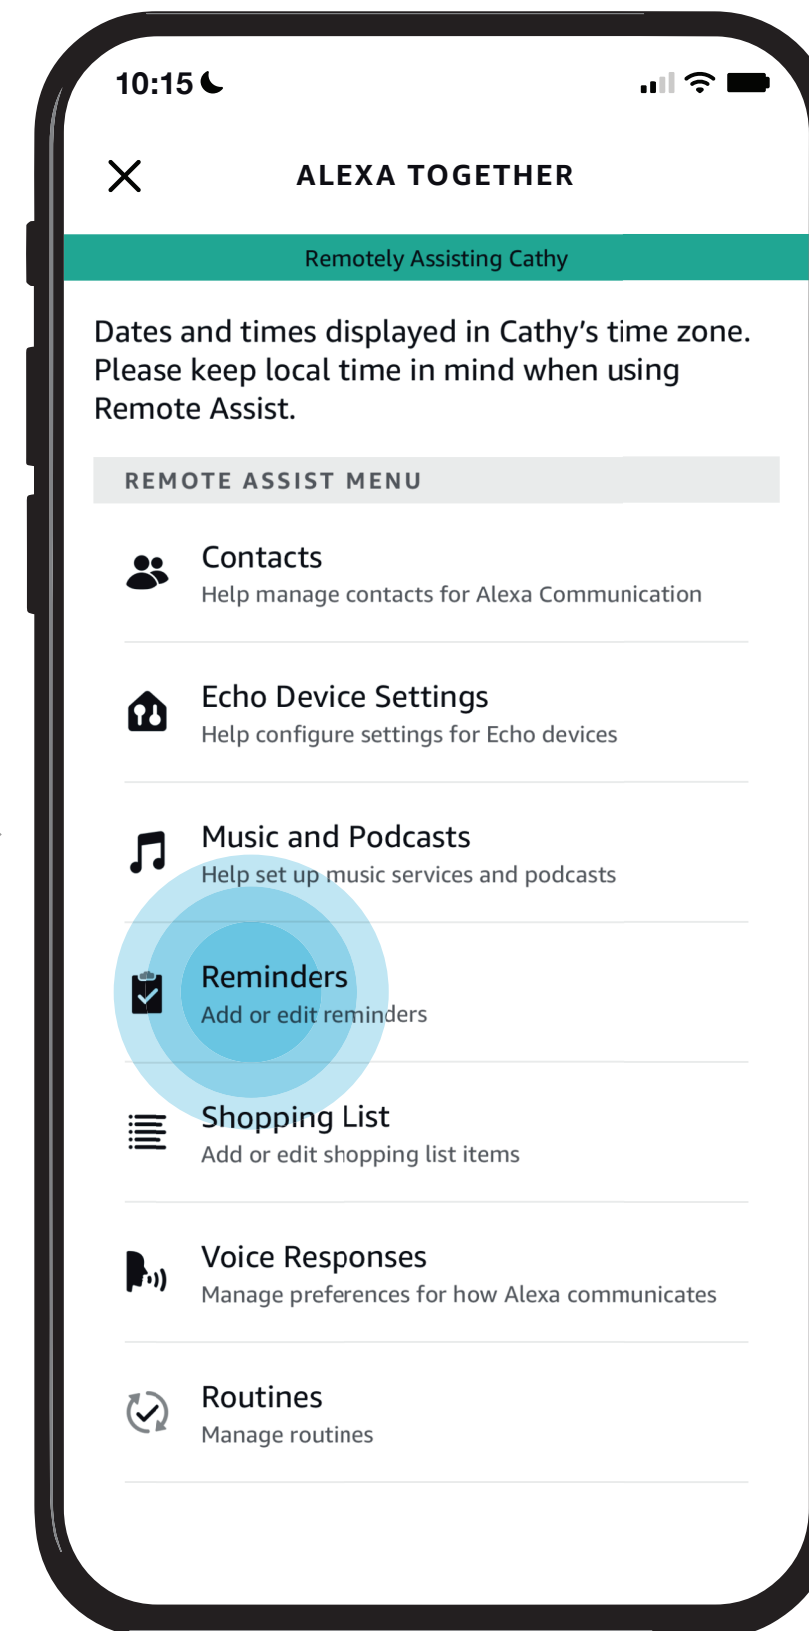 10:15
ALEXA TOGETHER
Remotely Assisting Cathy
Dates and times displayed in Cathy's time zone.
Please keep local time in mind when using
Remote Assist.
REMOTE ASSIST MENU
Contacts
Help manage contacts for Alexa Communication
Echo Device Settings
Help configure settings for Echo devices
Music and Podcasts
Help set up music services and podcasts
Reminders
Add or edit reminders
Shopping List
Add or edit shopping list items
Voice Responses
Manage preferences for how Alexa communicates
Routines
Manage routines